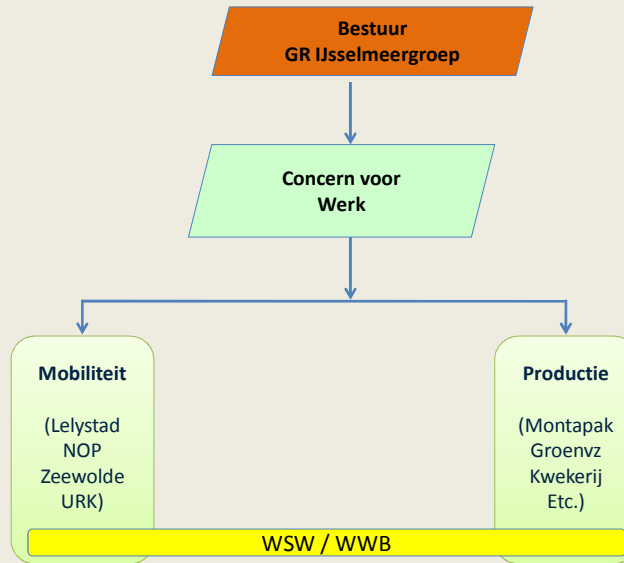 Bestuur
GR IJsselmeergroep
Concern voor
Werk
Mobiliteit
(Lelystad
NOP
Zeewolde
URK)
Productie
(Montapak
Groenvz
Kwekerij
Etc.)
WSW / WWB